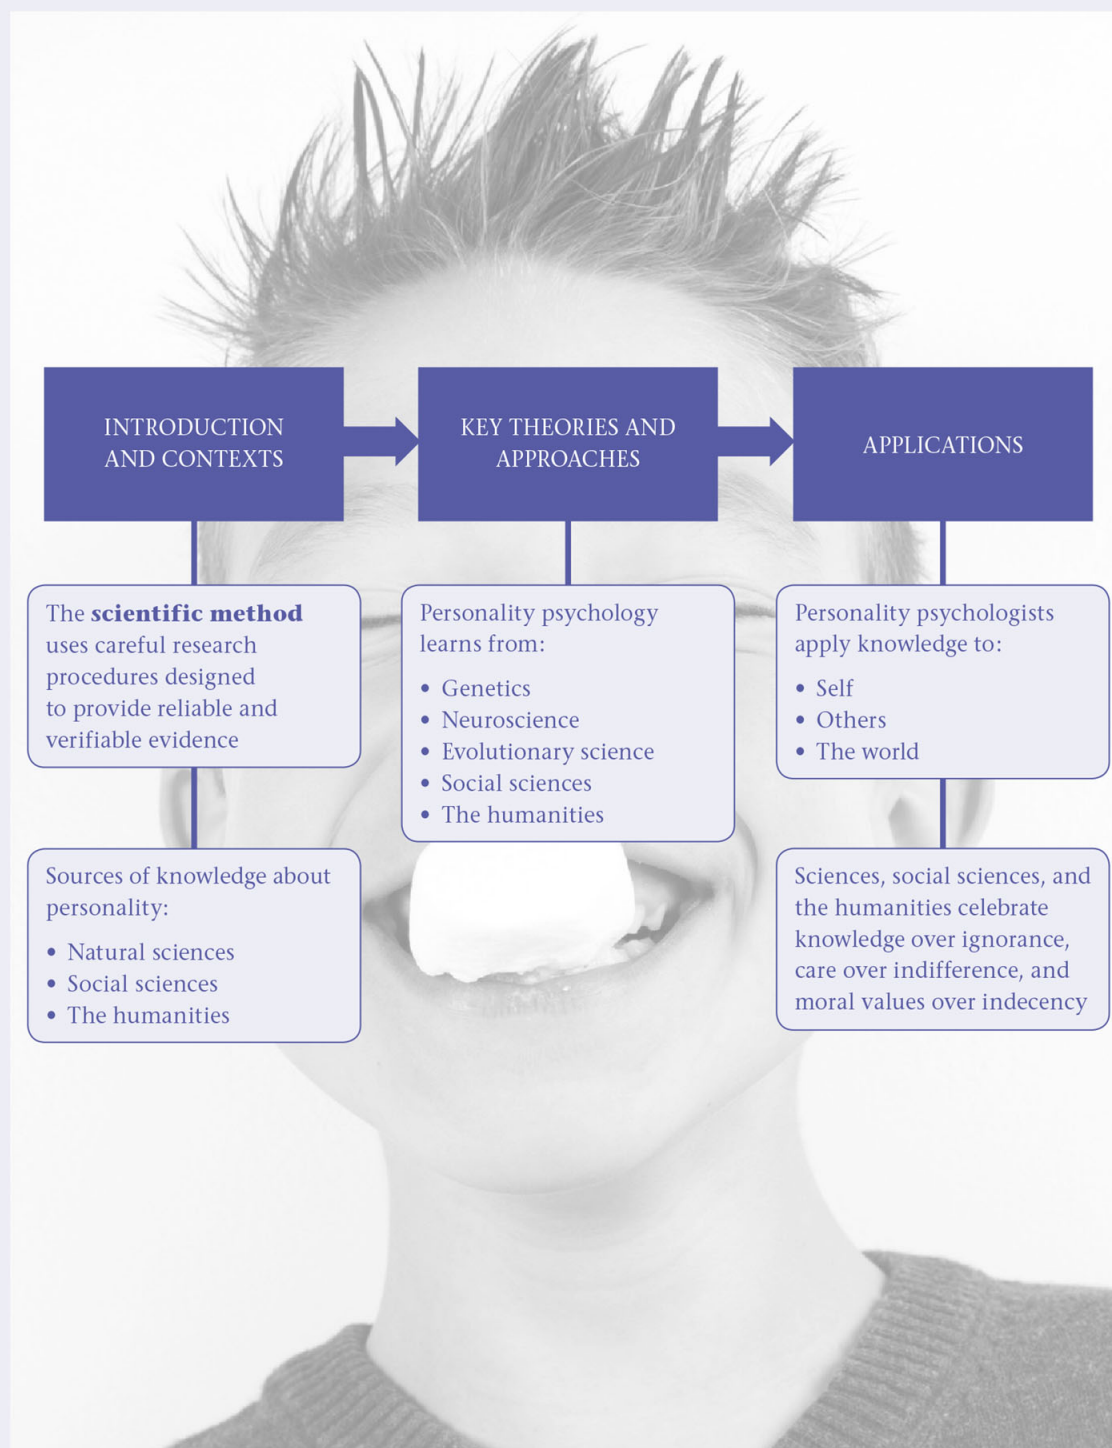 INTRODUCTION
AND CONTEXTS
KEY THEORIES AND
APPROACHES
APPLICATIONS
The scientific method
uses careful research
procedures designed
to provide reliable and
verifiable evidence
Sources of knowledge about
personality:
• Natural sciences
• Social sciences
• The humanities
Personality psychology
learns from:
• Genetics
• Neuroscience
• Evolutionary science
• Social sciences
• The humanities
Personality psychologists
apply knowledge to:
• Self
• Others
• The world
Sciences, social sciences, and
the humanities celebrate
knowledge over ignorance,
care over indifference, and
moral values over indecency